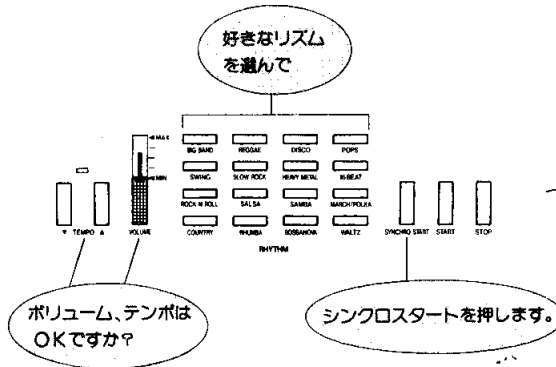 好きなリズム
を選んで
MAX
MIN
BIG BAND REGGAE DISCO POPS
SWING SLOW ROCK HEAVY METAL 16 BEAT
ROCK N ROLL SALSA SAMBA MARCH/POLKA
COUNTRY RHUMBA BOSSANOVA WALTZ
▼ TEMPO ▲ VOLUME
SYNCHRO START START STOP
RHYTHM
ボリューム、テンポは
OKですか?
シンクロスタートを押します。